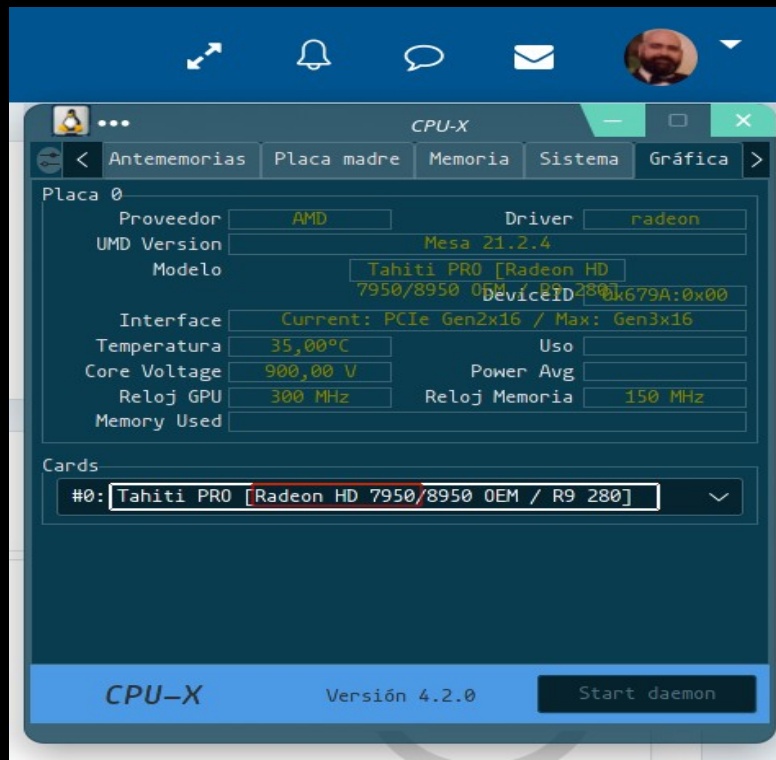 CPU-X
Antememorias Placa madre Memoria Sistema Gráfica
Placa 0
Proveedor AMD Driver radeon
UMD Version Mesa 21.2.4
Modelo Tahiti PRO [Radeon HD
7950/8950 OEM / R9 280]
DeviceID 0x679A:0x00
Interface Current: PCIe Gen2x16 / Max: Gen3x16
Temperatura 35,00°C Uso
Core Voltage 900,00 V Power Avg
Reloj GPU 300 MHz Reloj Memoria 150 MHz
Memory Used
Cards
#0: Tahiti PRO [Radeon HD 7950/8950 OEM / R9 280]
CPU-X Versión 4.2.0 Start daemon